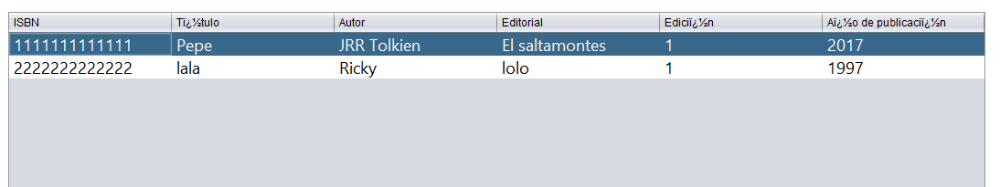 ISBN Tï¿½tulo Autor Editorial Ediciï¿½n Aï¿½o de publicaciï¿½n
1111111111111 Pepe JRR Tolkien El saltamontes 1 2017
2222222222222 lala Ricky lolo 1 1997